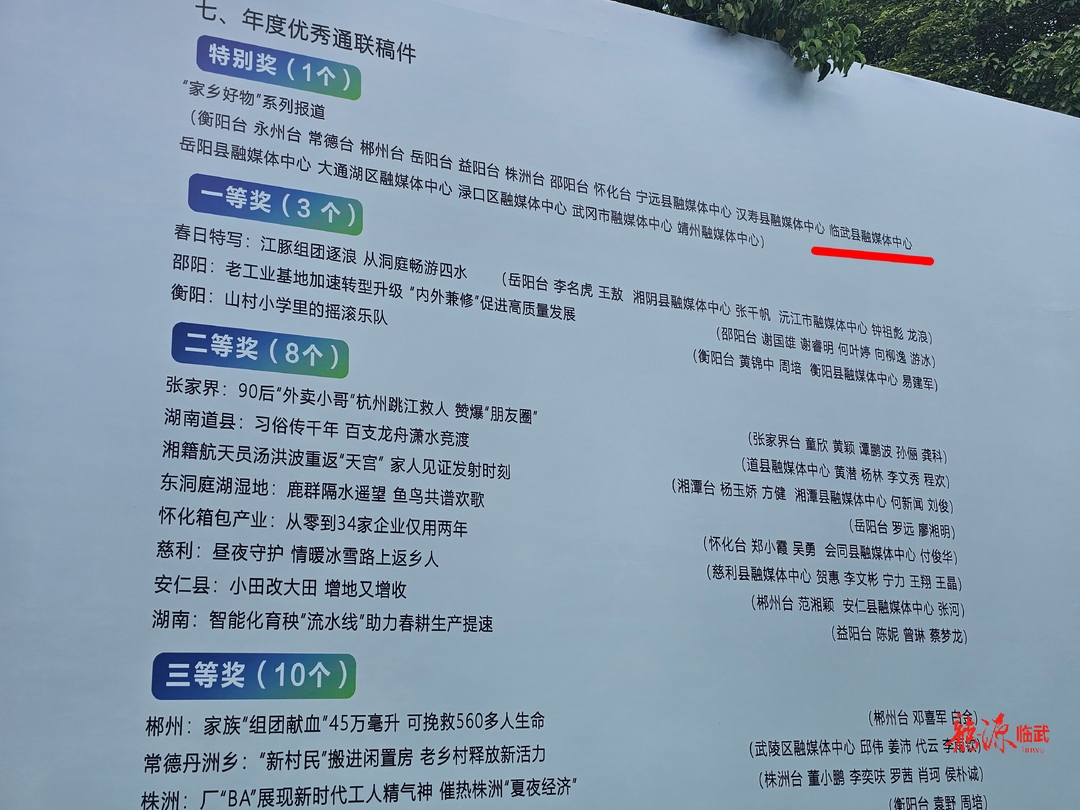 七、年度优秀通联稿件
特别奖（1个）
“家乡好物”系列报道
（衡阳台 永州台 常德台 郴州台 岳阳台 益阳台 株洲台 邵阳台 怀化台 宁远县融媒体中心 汉寿县融媒体中心 临武县融媒体中心
岳阳县融媒体中心 大通湖区融媒体中心 渌口区融媒体中心 武冈市融媒体中心 靖州融媒体中心）
一等奖（3 个）
春日特写：江豚组团逐浪 从洞庭畅游四水 （岳阳台 李名虎 王敖 湘阴县融媒体中心 张干帆 沅江市融媒体中心 钟祖彪 龙浪）
邵阳：老工业基地加速转型升级 “内外兼修”促进高质量发展 （邵阳台 谢国雄 谢睿明 何叶婷 向柳逸 游冰）
衡阳：山村小学里的摇滚乐队 （衡阳台 黄锦中 周培 衡阳县融媒体中心 易建军）
二等奖（8个）
张家界：90后“外卖小哥”杭州跳江救人 赞爆“朋友圈” （张家界台 童欣 黄颖 谭鹏波 孙俪 龚科）
湖南道县：习俗传千年 百支龙舟潇水竞渡 （道县融媒体中心 黄潜 杨林 李文秀 程欢）
湘籍航天员汤洪波重返“天宫” 家人见证发射时刻 （湘潭台 杨玉娇 方健 湘潭县融媒体中心 何新闻 刘俊）
东洞庭湖湿地：鹿群隔水遥望 鱼鸟共谱欢歌 （岳阳台 罗远 廖湘明）
怀化箱包产业：从零到34家企业仅用两年 （怀化台 郑小霞 吴勇 会同县融媒体中心 付俊华）
慈利：昼夜守护 情暖冰雪路上返乡人 （慈利县融媒体中心 贺惠 李文彬 宁力 王翔 王晶）
安仁县：小田改大田 增地又增收 （郴州台 范湘颖 安仁县融媒体中心 张河）
湖南：智能化育秧“流水线”助力春耕生产提速 （益阳台 陈妮 曾琳 蔡梦龙）
三等奖（10个）
郴州：家族“组团献血”45万毫升 可挽救560多人生命 （郴州台 邓喜军 白金）
常德丹洲乡：“新村民”搬进闲置房 老乡村释放新活力 （武陵区融媒体中心 邱伟 姜沛 代云
株洲：厂“BA”展现新时代工人精气神 催热株洲“夏夜经济” （株洲台 董小鹏 李奕呋 罗茜 肖珂 侯朴诚）
（衡阳台 袁野 周培）
龙源临武